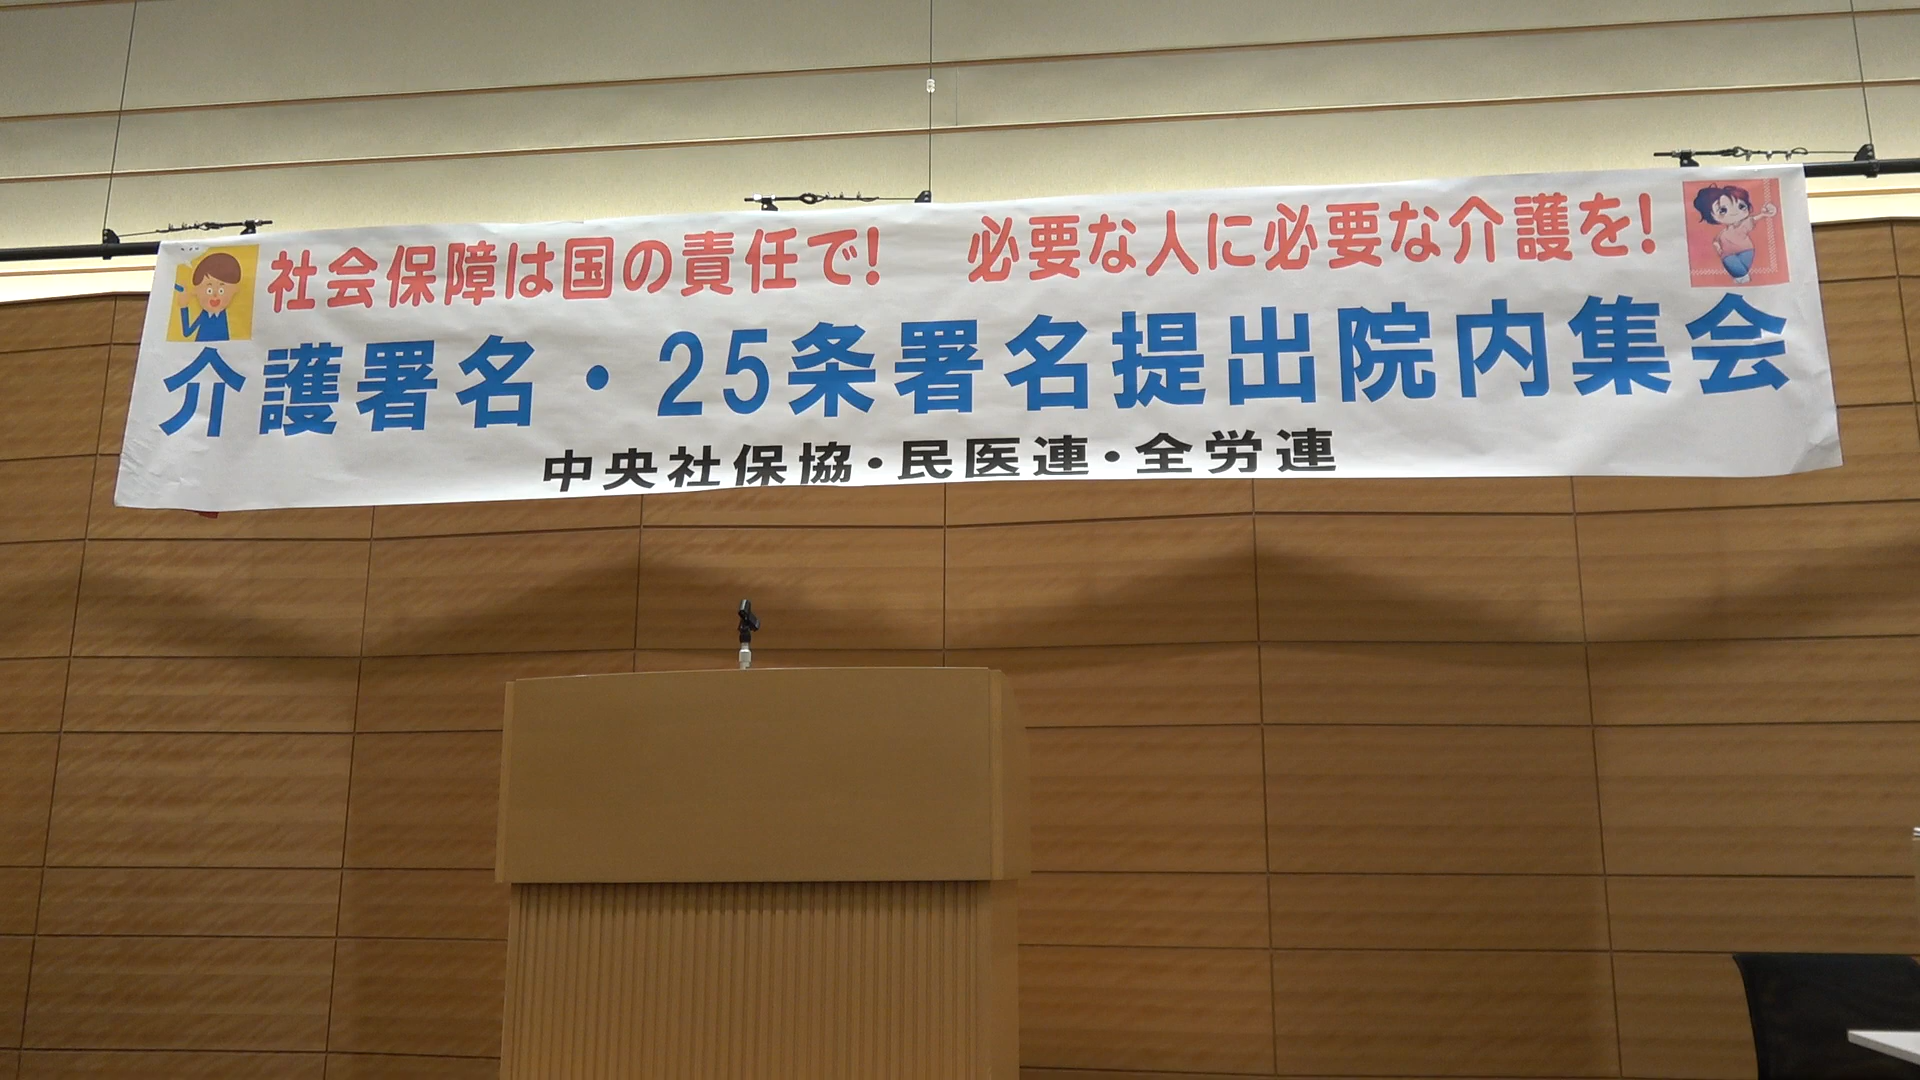 社会保障は国の責任で！　必要な人に必要な介護を！
介護署名・25条署名提出院内集会
中央社保協・民医連・全労連